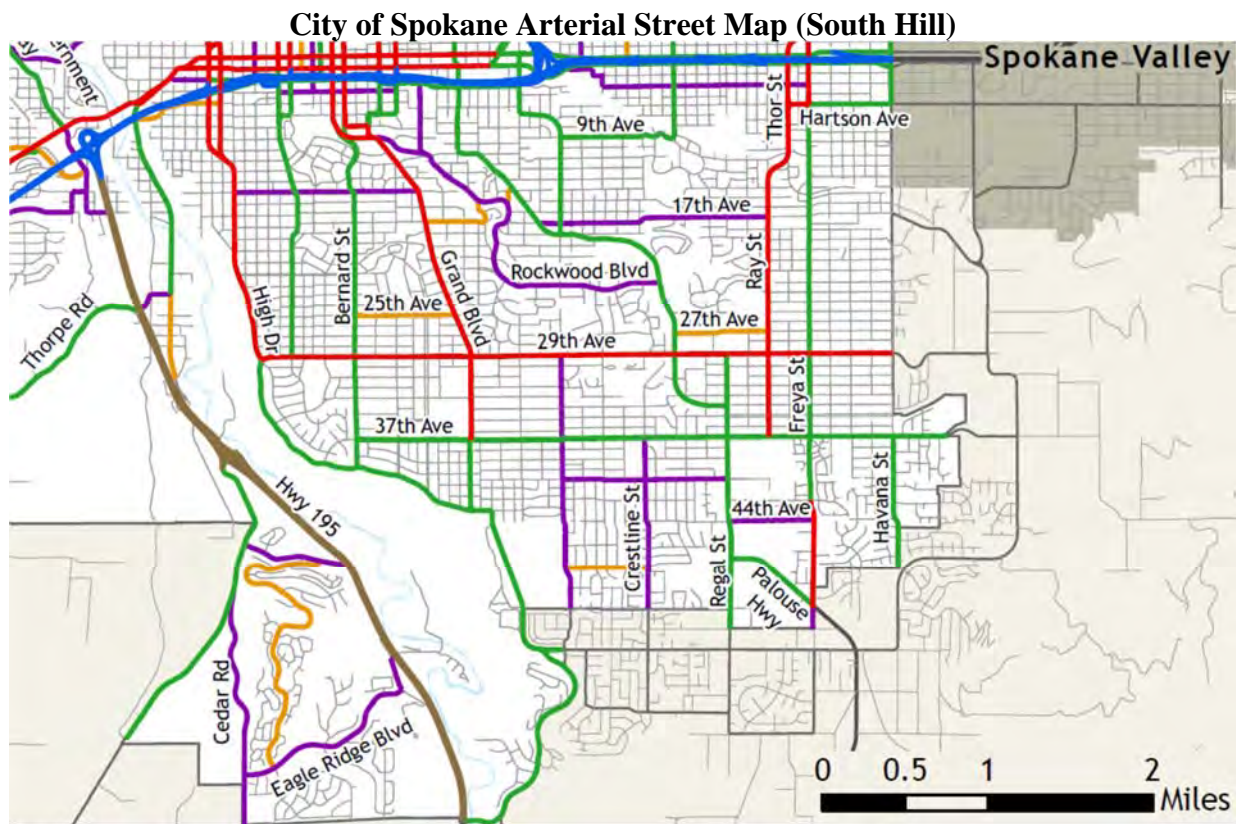 City of Spokane Arterial Street Map (South Hill)
ernment
ay
Spokane Valley
Thor St
Hartson Ave
9th Ave
17th Ave
Ray St
Rockwood Blvd
Bernard St
Grand Blvd
High Dr
Thorpe Rd
25th Ave
27th Ave
29th Ave
Freya St
37th Ave
Havana St
Crestline St
44th Ave
Hwy 195
Regal St
Palouse
Hwy
Cedar Rd
Eagle Ridge Blvd
0 0.5 1 2
Miles